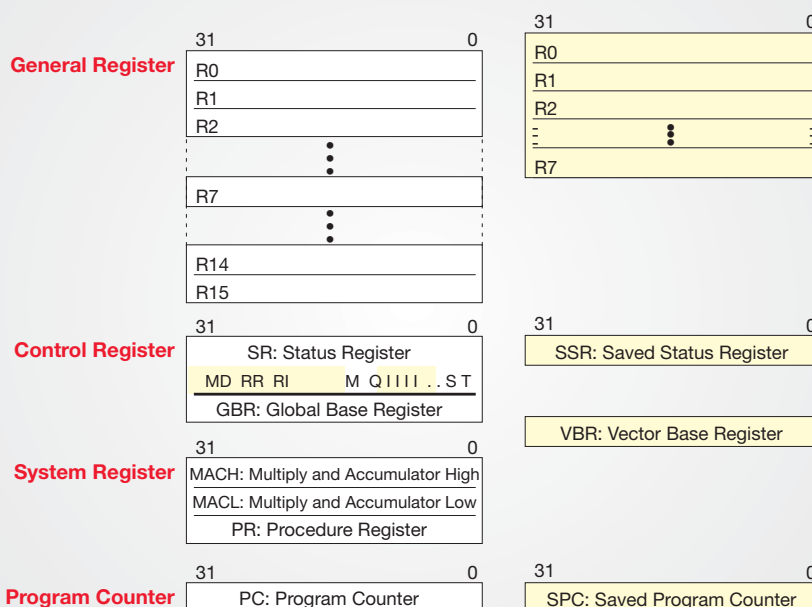 31 0
General Register
R0
R1
R2
R7
R14
R15
31 0
R0
R1
R2
R7
Control Register
31 0
SR: Status Register
MD RR RI M Q I I I I . . S T
GBR: Global Base Register
31 0
SSR: Saved Status Register
VBR: Vector Base Register
System Register
31 0
MACH: Multiply and Accumulator High
MACL: Multiply and Accumulator Low
PR: Procedure Register
Program Counter
31 0
PC: Program Counter
31 0
SPC: Saved Program Counter